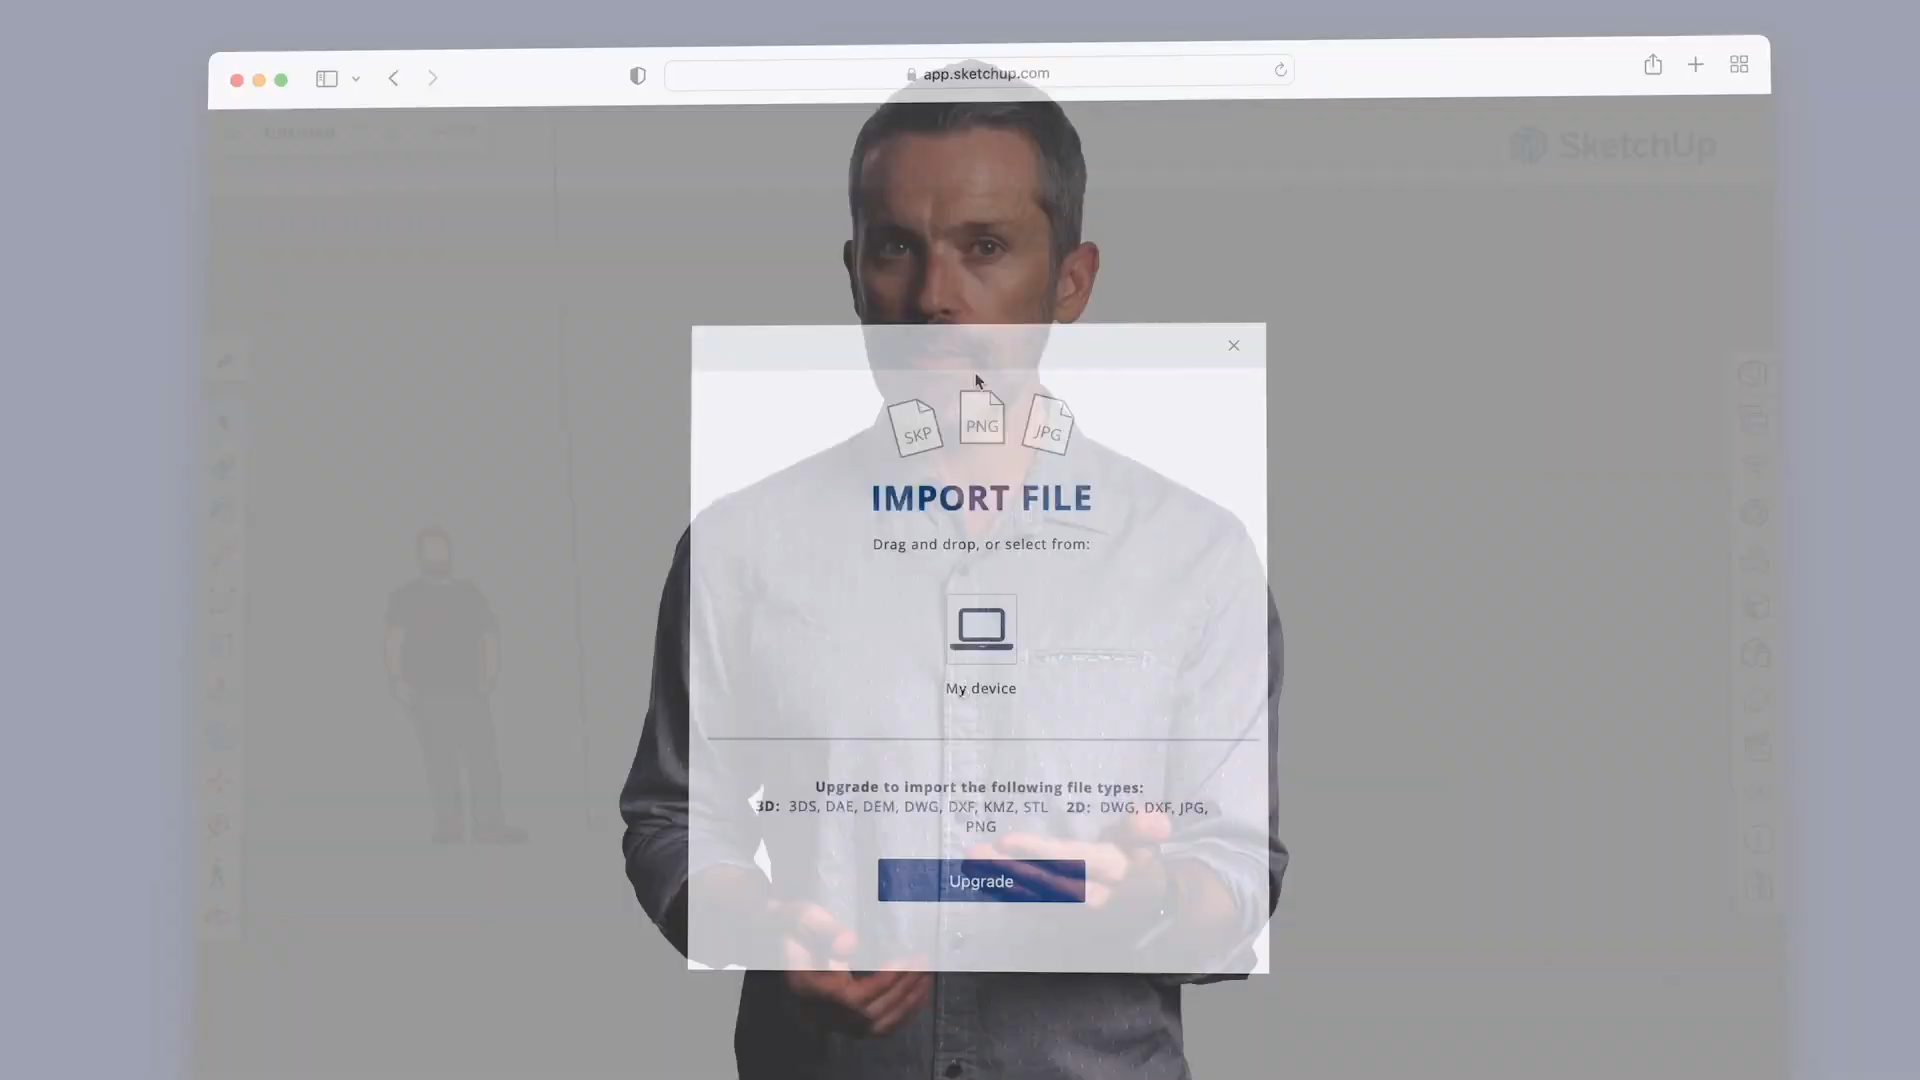 app.sketchup.com
SketchUp
SKP
PNG
JPG
IMPORT FILE
Drag and drop, or select from:
My device
Upgrade to import the following file types:
3D: 3DS, DAE, DEM, DWG, DXF, KMZ, STL 2D: DWG, DXF, JPG,
PNG
Upgrade